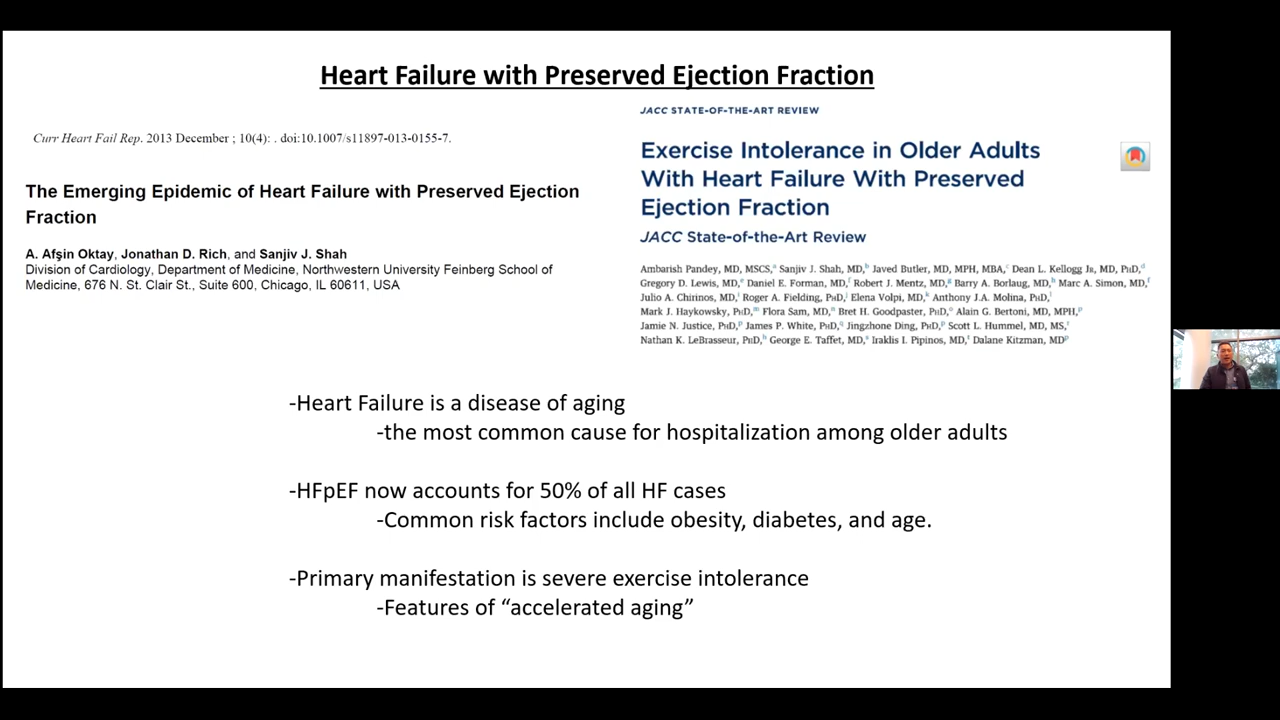 Heart Failure with Preserved Ejection Fraction
Curr Heart Fail Rep. 2013 December ; 10(4): . doi:10.1007/s11897-013-0155-7.
The Emerging Epidemic of Heart Failure with Preserved Ejection
Fraction
A. Afşin Oktay, Jonathan D. Rich, and Sanjiv J. Shah
Division of Cardiology, Department of Medicine, Northwestern University Feinberg School of
Medicine, 676 N. St. Clair St., Suite 600, Chicago, IL 60611, USA
JACC STATE-OF-THE-ART REVIEW
Exercise Intolerance in Older Adults
With Heart Failure With Preserved
Ejection Fraction
JACC State-of-the-Art Review
Ambarish Pandey, MD, MSCS,a Sanjiv J. Shah, MD,b Javed Butler, MD, MPH, MBA,c Dean L. Kellogg Jr, MD, PhD,d
Gregory D. Lewis, MD,e Daniel E. Forman, MD,f Robert J. Mentz, MD,g Barry A. Borlaug, MD,h Marc A. Simon, MD,f
Julio A. Chirinos, MD,i Roger A. Fielding, PhD,j Elena Volpi, MD,k Anthony J.A. Molina, PhD,l
Mark J. Haykowsky, PhD,m Flora Sam, MD,n Bret H. Goodpaster, PhD,o Alain G. Bertoni, MD, MPH,p
Jamie N. Justice, PhD,p James P. White, PhD,q Jingzhone Ding, PhD,p Scott L. Hummel, MD, MS,r
Nathan K. LeBrasseur, PhD,h George E. Taffet, MD,s Iraklis I. Pipinos, MD,t Dalane Kitzman, MDp
-Heart Failure is a disease of aging
-the most common cause for hospitalization among older adults
-HFpEF now accounts for 50% of all HF cases
-Common risk factors include obesity, diabetes, and age.
-Primary manifestation is severe exercise intolerance
-Features of “accelerated aging”